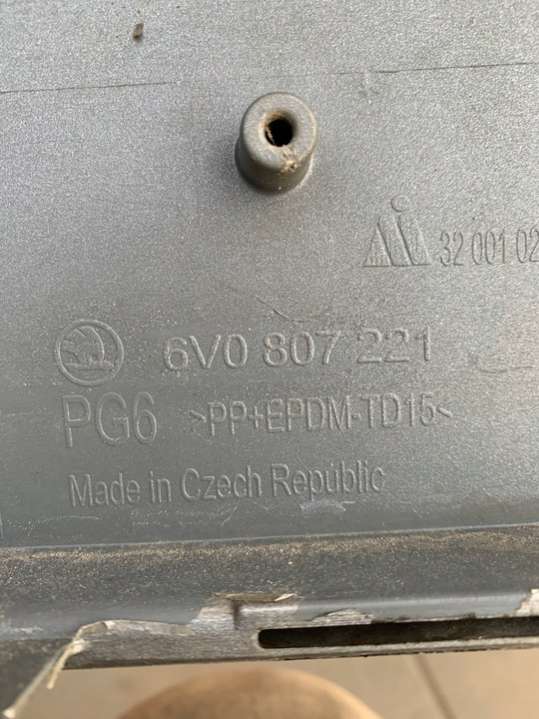 32 001 02
6V0 807 221
PG6 >PP+EPDM-TD15<
Made in Czech Republic